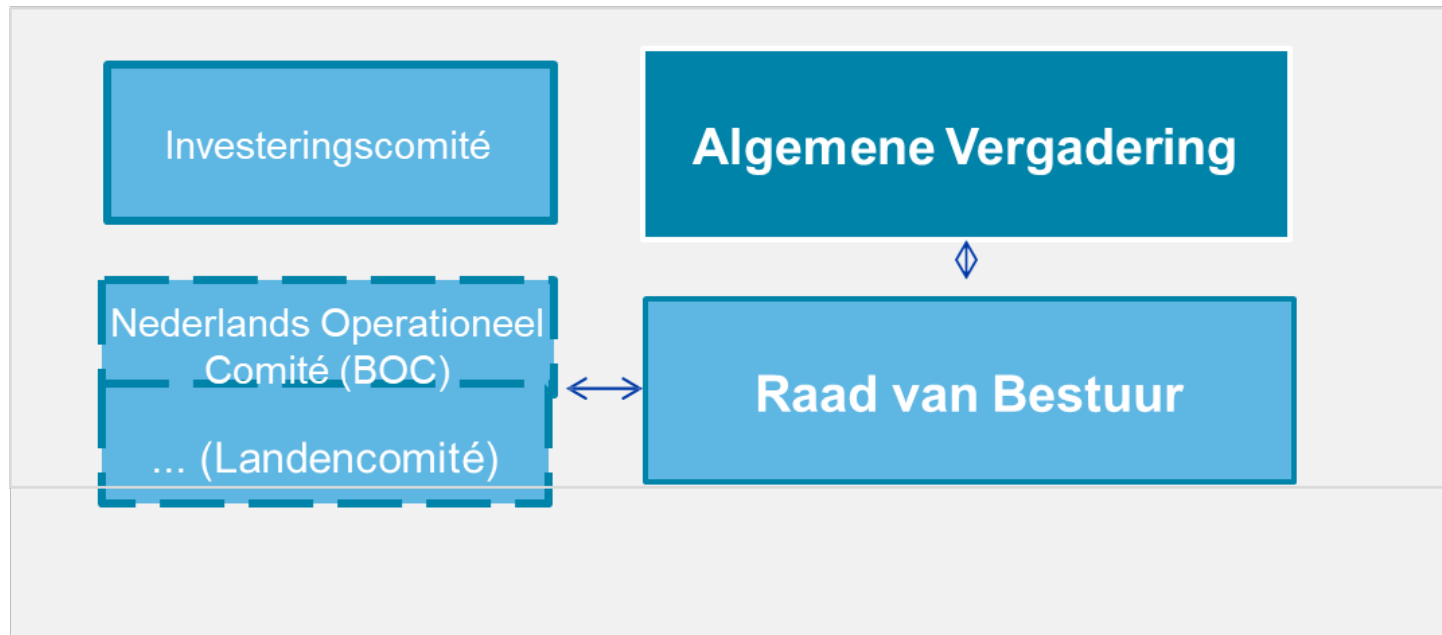 Investeringscomité
Algemene Vergadering
Nederlands Operationeel
Comité (BOC)
... (Landencomité)
Raad van Bestuur